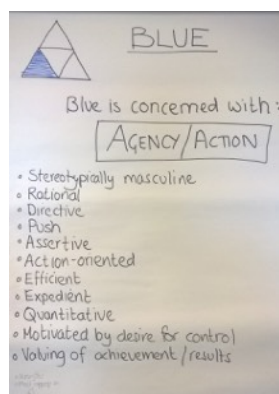 BLUE
Blue is concerned with:
AGENCY/ACTION
• Stereotypically masculine
• Rational
• Directive
• Push
• Assertive
• Action-oriented
• Efficient
• Expedient
• Quantitative
• Motivated by desire for control
• Valuing of achievement/results